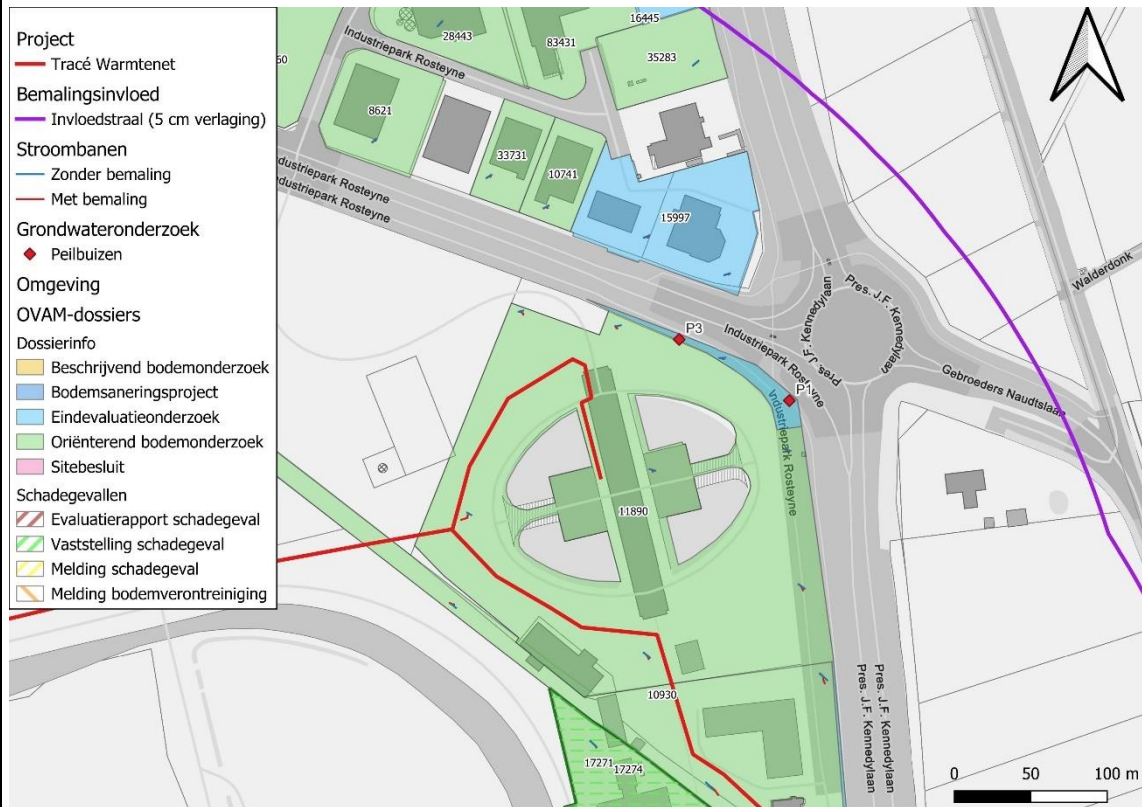 Project
Tracé Warmtenet
Bemalingsinvloed
Invloedstraal (5 cm verlaging)
Stroombanen
Zonder bemaling
Met bemaling
Grondwateronderzoek
Peilbuizen
Omgeving
OVAM-dossiers
Dossierinfo
Beschrijvend bodemonderzoek
Bodemsaneringsproject
Eindevaluatieonderzoek
Oriënterend bodemonderzoek
Sitebesluit
Schadegevallen
Evaluatierapport schadegeval
Vaststelling schadegeval
Melding schadegeval
Melding bodemverontreiniging
60
28443
83431
16445
35283
Industriepark Rosteyne
8621
33731
10741
15997
Industriepark Rosteyne
Industriepark Rosteyne
Walderdonk
Pres. J.F. Kennedylaan
Pres. J.F. Kennedylaan
Pres. J.F. Kennedylaan
P3
Industriepark Rosteyne
Gebroeders Naudtslaan
P1
Industriepark Rosteyne
11890
10930
Pres. J.F. Kennedylaan
Pres. J.F. Kennedylaan
17271
17274
0 50 100 m